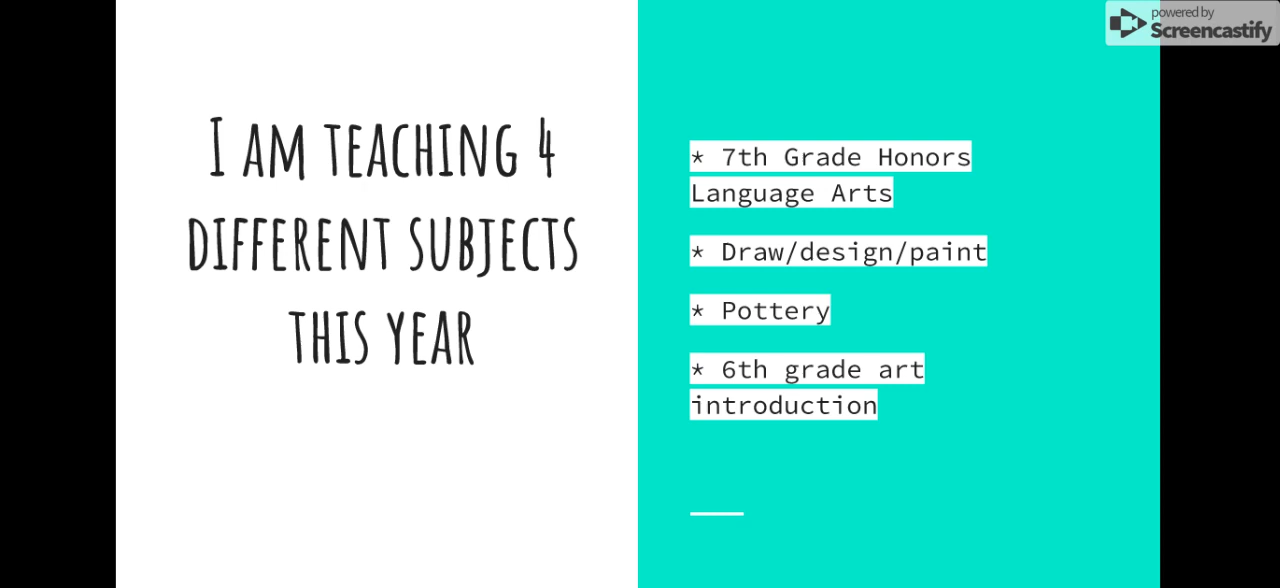 powered by
Screencastify
I AM TEACHING 4
DIFFERENT SUBJECTS
THIS YEAR
* 7th Grade Honors
Language Arts
* Draw/design/paint
* Pottery
* 6th grade art
introduction